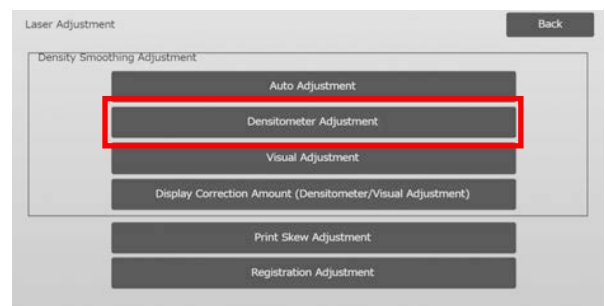 Laser Adjustment
Back
Density Smoothing Adjustment
Auto Adjustment
Densitometer Adjustment
Visual Adjustment
Display Correction Amount (Densitometer/Visual Adjustment)
Print Skew Adjustment
Registration Adjustment